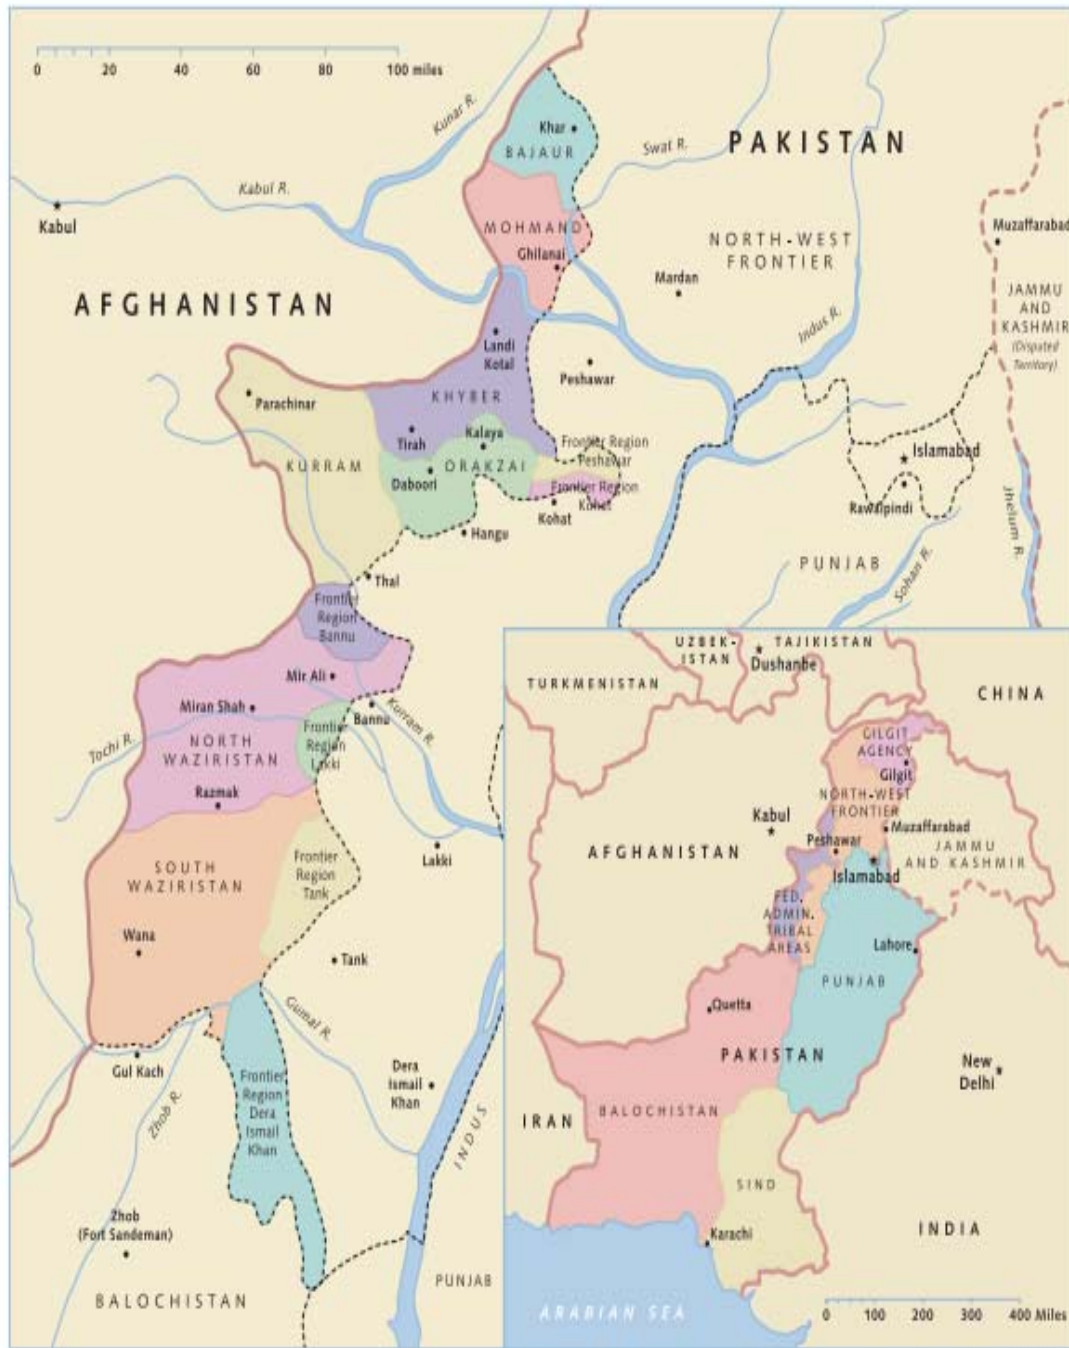 0 20 40 60 80 100 miles
Kunar R.
Khar
BAJAUR
Swat R.
PAKISTAN
Kabul R.
Kabul
MOHMAND
Ghilanai
NORTH-WEST
FRONTIER
Muzaffarabad
Mardan
AFGHANISTAN
JAMMU
AND
KASHMIR
(Disputed
Territory)
Indus R.
Landi
Kotal
Peshawar
Parachinar
KHYBER
Tirah
Kalaya
Frontier Region
Peshawar
Islamabad
KURRAM
ORAKZAI
Daboori
Frontier Region
Kohat
Kohat
Rawalpindi
Jhelum R.
Hangu
PUNJAB
Sohan R.
Thal
Frontier
Region
Bannu
Mir Ali
Miran Shah
Bannu
Kurram R.
Tochi R.
NORTH
WAZIRISTAN
Frontier
Region
Lakki
Razmak
Lakki
SOUTH
WAZIRISTAN
Frontier
Region
Tank
Wana
Tank
Gumal R.
Gul Kach
Zhob R.
Frontier
Region
Dera
Ismail
Khan
Dera
Ismail
Khan
INDUS
Zhob
(Fort Sandeman)
BALOCHISTAN
PUNJAB
UZBEK-
ISTAN
TAJIKISTAN
Dushanbe
TURKMENISTAN
CHINA
GILGIT
AGENCY
Gilgit
NORTH-WEST
FRONTIER
Kabul
Muzaffarabad
Peshawar
AFGHANISTAN
JAMMU
AND KASHMIR
Islamabad
FED.
ADMIN.
TRIBAL
AREAS
Lahore
PUNJAB
Quetta
PAKISTAN
New
Delhi
IRAN
BALOCHISTAN
SIND
INDIA
Karachi
ARABIAN SEA
0 100 200 300 400 Miles